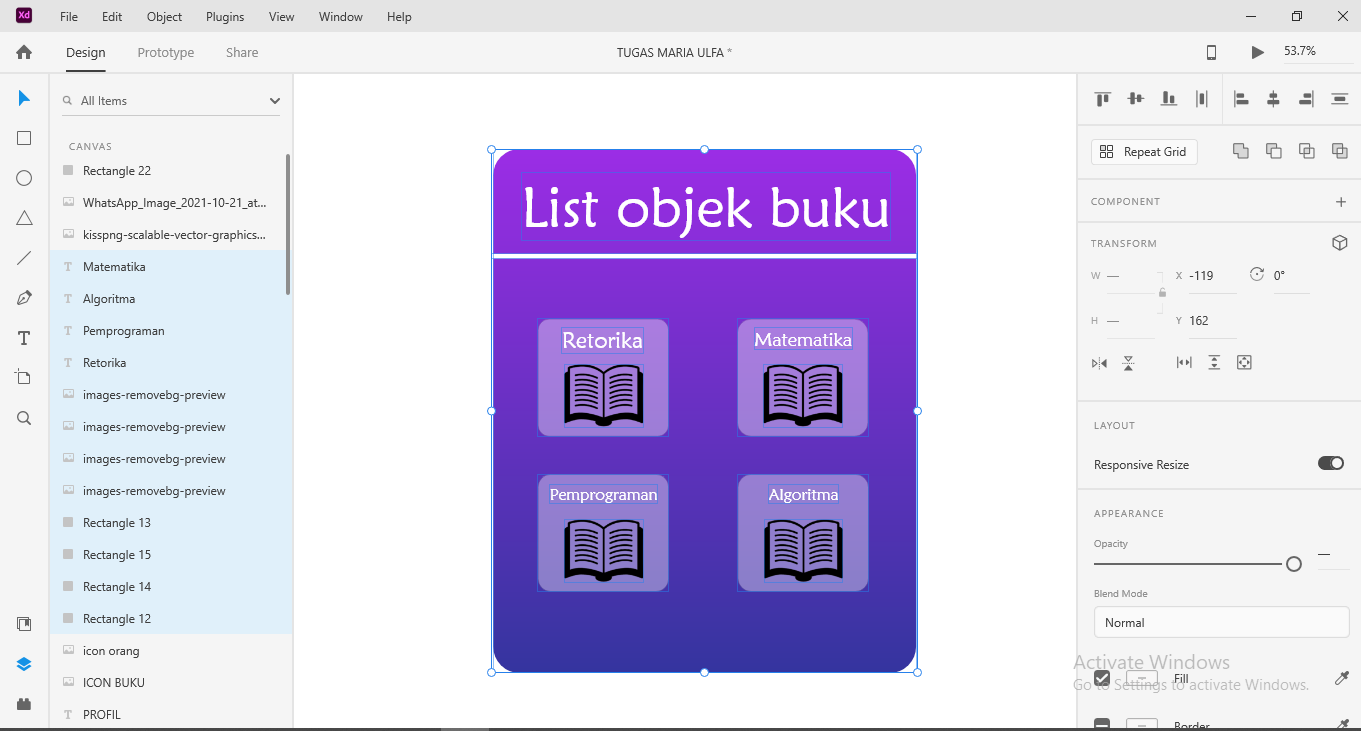 Xd File Edit Object Plugins View Window Help
Design Prototype Share TUGAS MARIA ULFA * 53.7%
All Items
CANVAS
Rectangle 22
WhatsApp_Image_2021-10-21_at...
kisspng-scalable-vector-graphics...
T Matematika
T Algoritma
T Pemprograman
T Retorika
images-removebg-preview
images-removebg-preview
images-removebg-preview
images-removebg-preview
Rectangle 13
Rectangle 15
Rectangle 14
Rectangle 12
icon orang
ICON BUKU
T PROFIL
List objek buku
Retorika Matematika
Pemprograman Algoritma
Repeat Grid
COMPONENT +
TRANSFORM
W — X -119 0°
H — Y 162
LAYOUT
Responsive Resize
APPEARANCE
Opacity —
Blend Mode
Normal
Activate Windows
Go to Settings to activate Windows.
Fill
Border